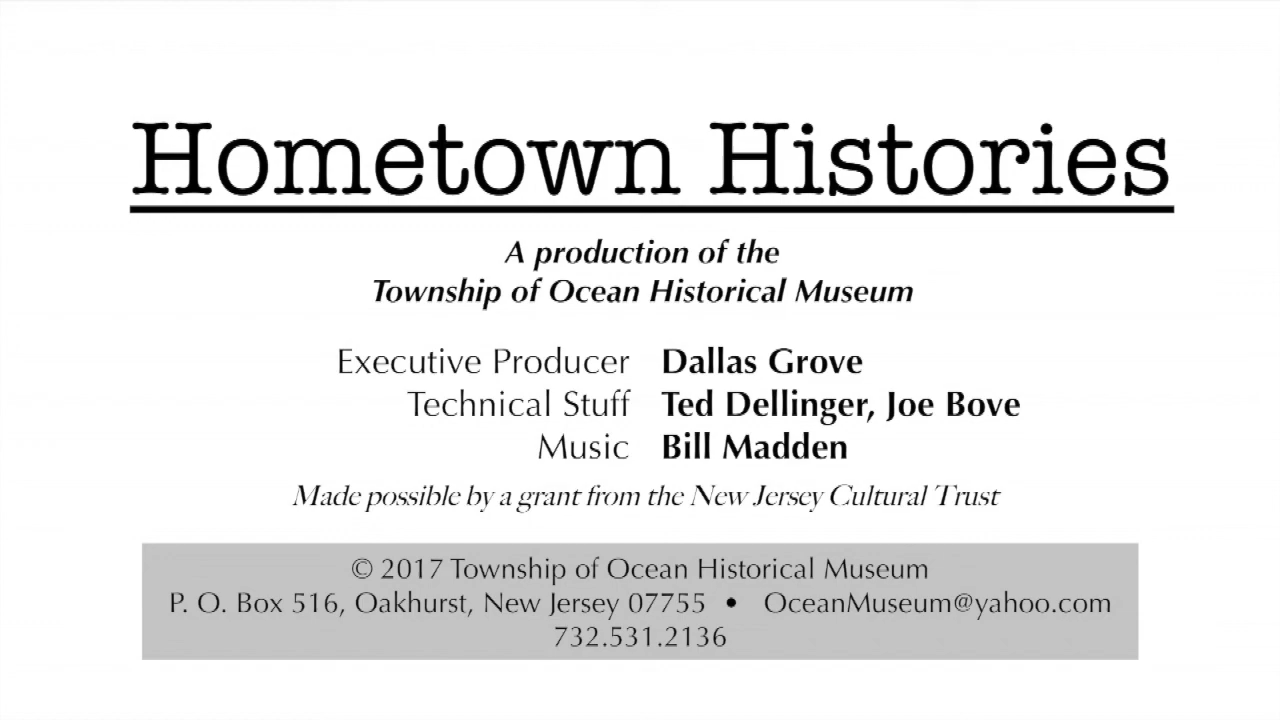 Hometown Histories
A production of the
Township of Ocean Historical Museum
Executive Producer Dallas Grove
Technical Stuff Ted Dellinger, Joe Bove
Music Bill Madden
Made possible by a grant from the New Jersey Cultural Trust
© 2017 Township of Ocean Historical Museum
P. O. Box 516, Oakhurst, New Jersey 07755 • OceanMuseum@yahoo.com
732.531.2136